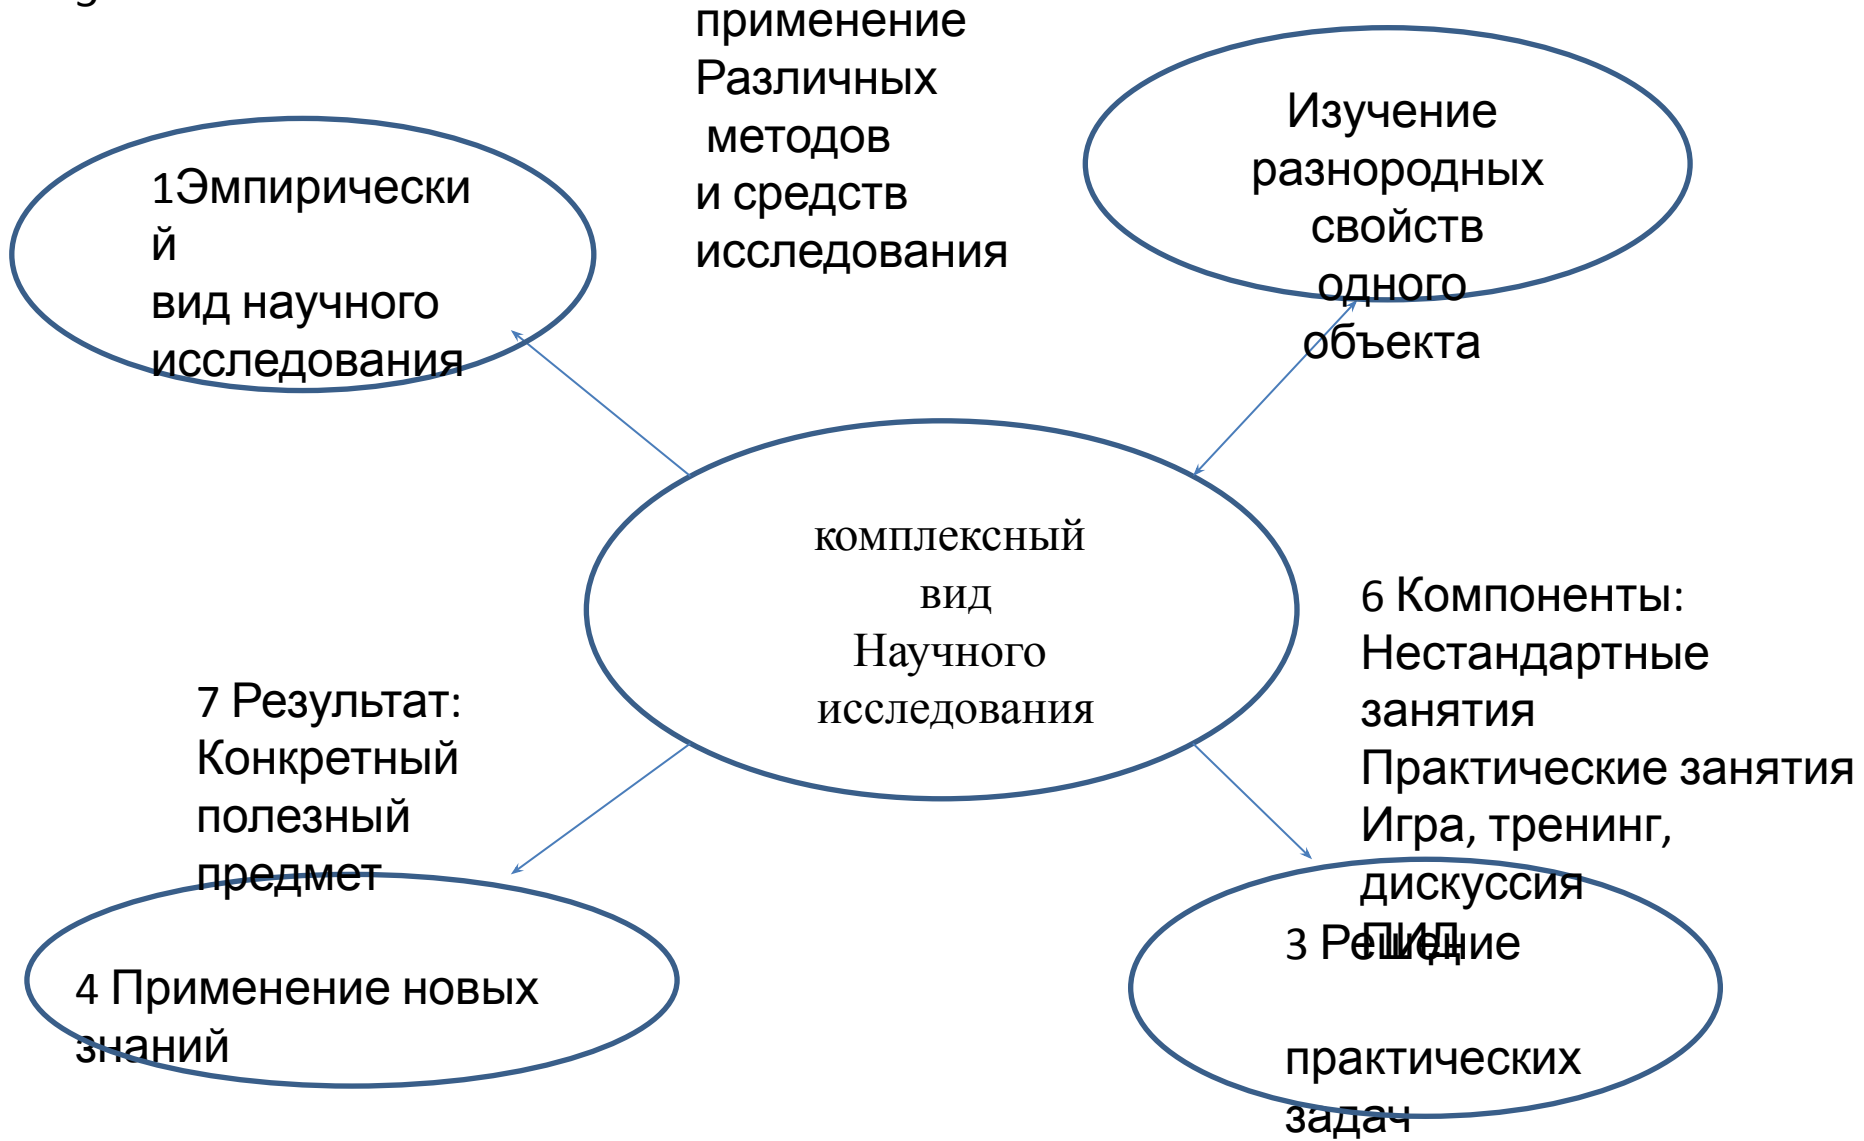 применение
Различных
методов
и средств
исследования
Изучение
разнородных
свойств
одного
объекта
1Эмпирически
й
вид научного
исследования
комплексный
вид
Научного
исследования
6 Компоненты:
Нестандартные
занятия
Практические занятия
Игра, тренинг,
дискуссия
ПИД
7 Результат:
Конкретный
полезный
предмет
4 Применение новых
знаний
3 Решение
практических
задач